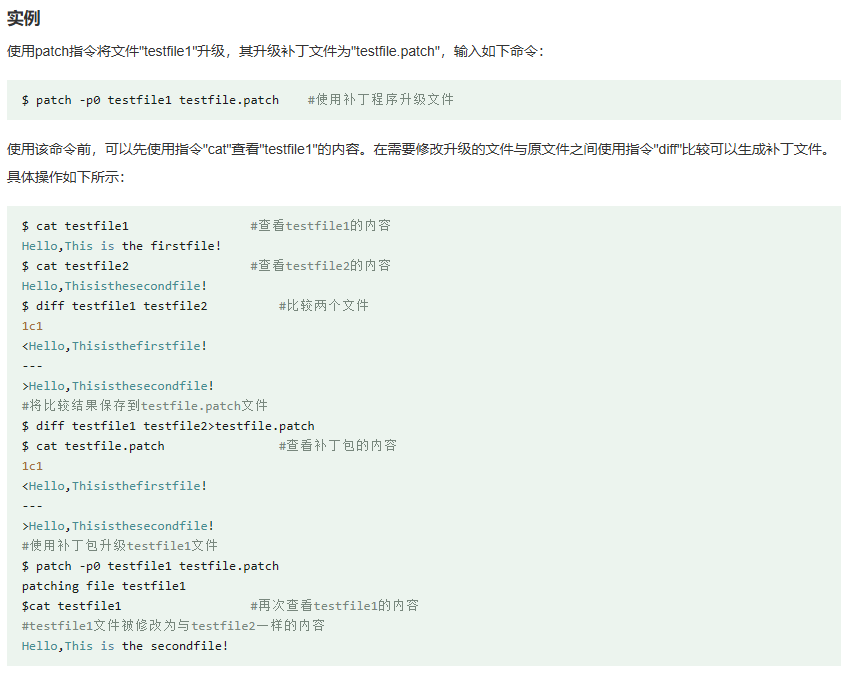 实例
使用patch指令将文件"testfile1"升级，其升级补丁文件为"testfile.patch"，输入如下命令：
$ patch -p0 testfile1 testfile.patch    #使用补丁程序升级文件
使用该命令前，可以先使用指令"cat"查看"testfile1"的内容。在需要修改升级的文件与原文件之间使用指令"diff"比较可以生成补丁文件。
具体操作如下所示：
$ cat testfile1                 #查看testfile1的内容
Hello,This is the firstfile!
$ cat testfile2                 #查看testfile2的内容
Hello,Thisisthesecondfile!
$ diff testfile1 testfile2          #比较两个文件
1c1
<Hello,Thisisthefirstfile!
---
>Hello,Thisisthesecondfile!
#将比较结果保存到testfile.patch文件
$ diff testfile1 testfile2>testfile.patch
$ cat testfile.patch                #查看补丁包的内容
1c1
<Hello,Thisisthefirstfile!
---
>Hello,Thisisthesecondfile!
#使用补丁包升级testfile1文件
$ patch -p0 testfile1 testfile.patch
patching file testfile1
$cat testfile1                  #再次查看testfile1的内容
#testfile1文件被修改为与testfile2一样的内容
Hello,This is the secondfile!